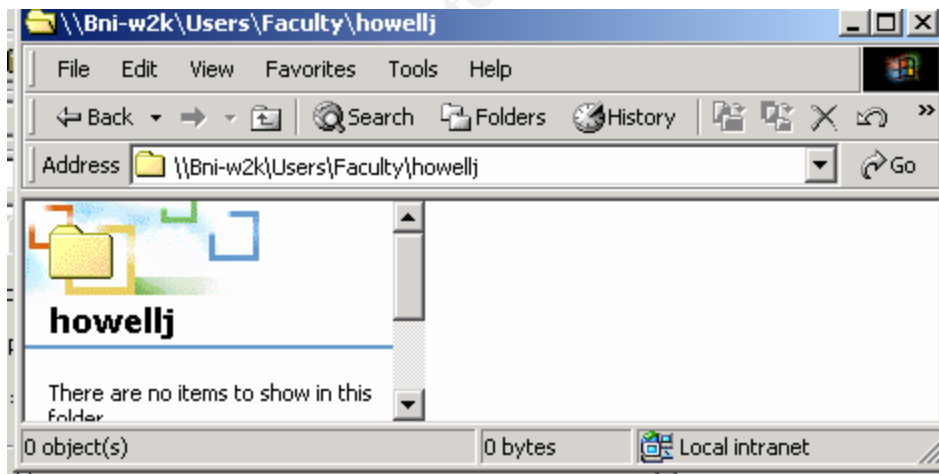 \\Bni-w2k\Users\Faculty\howellj
File Edit View Favorites Tools Help
Back Search Folders History »
Address \\Bni-w2k\Users\Faculty\howellj Go
howellj
There are no items to show in this
folder
0 object(s) 0 bytes Local intranet